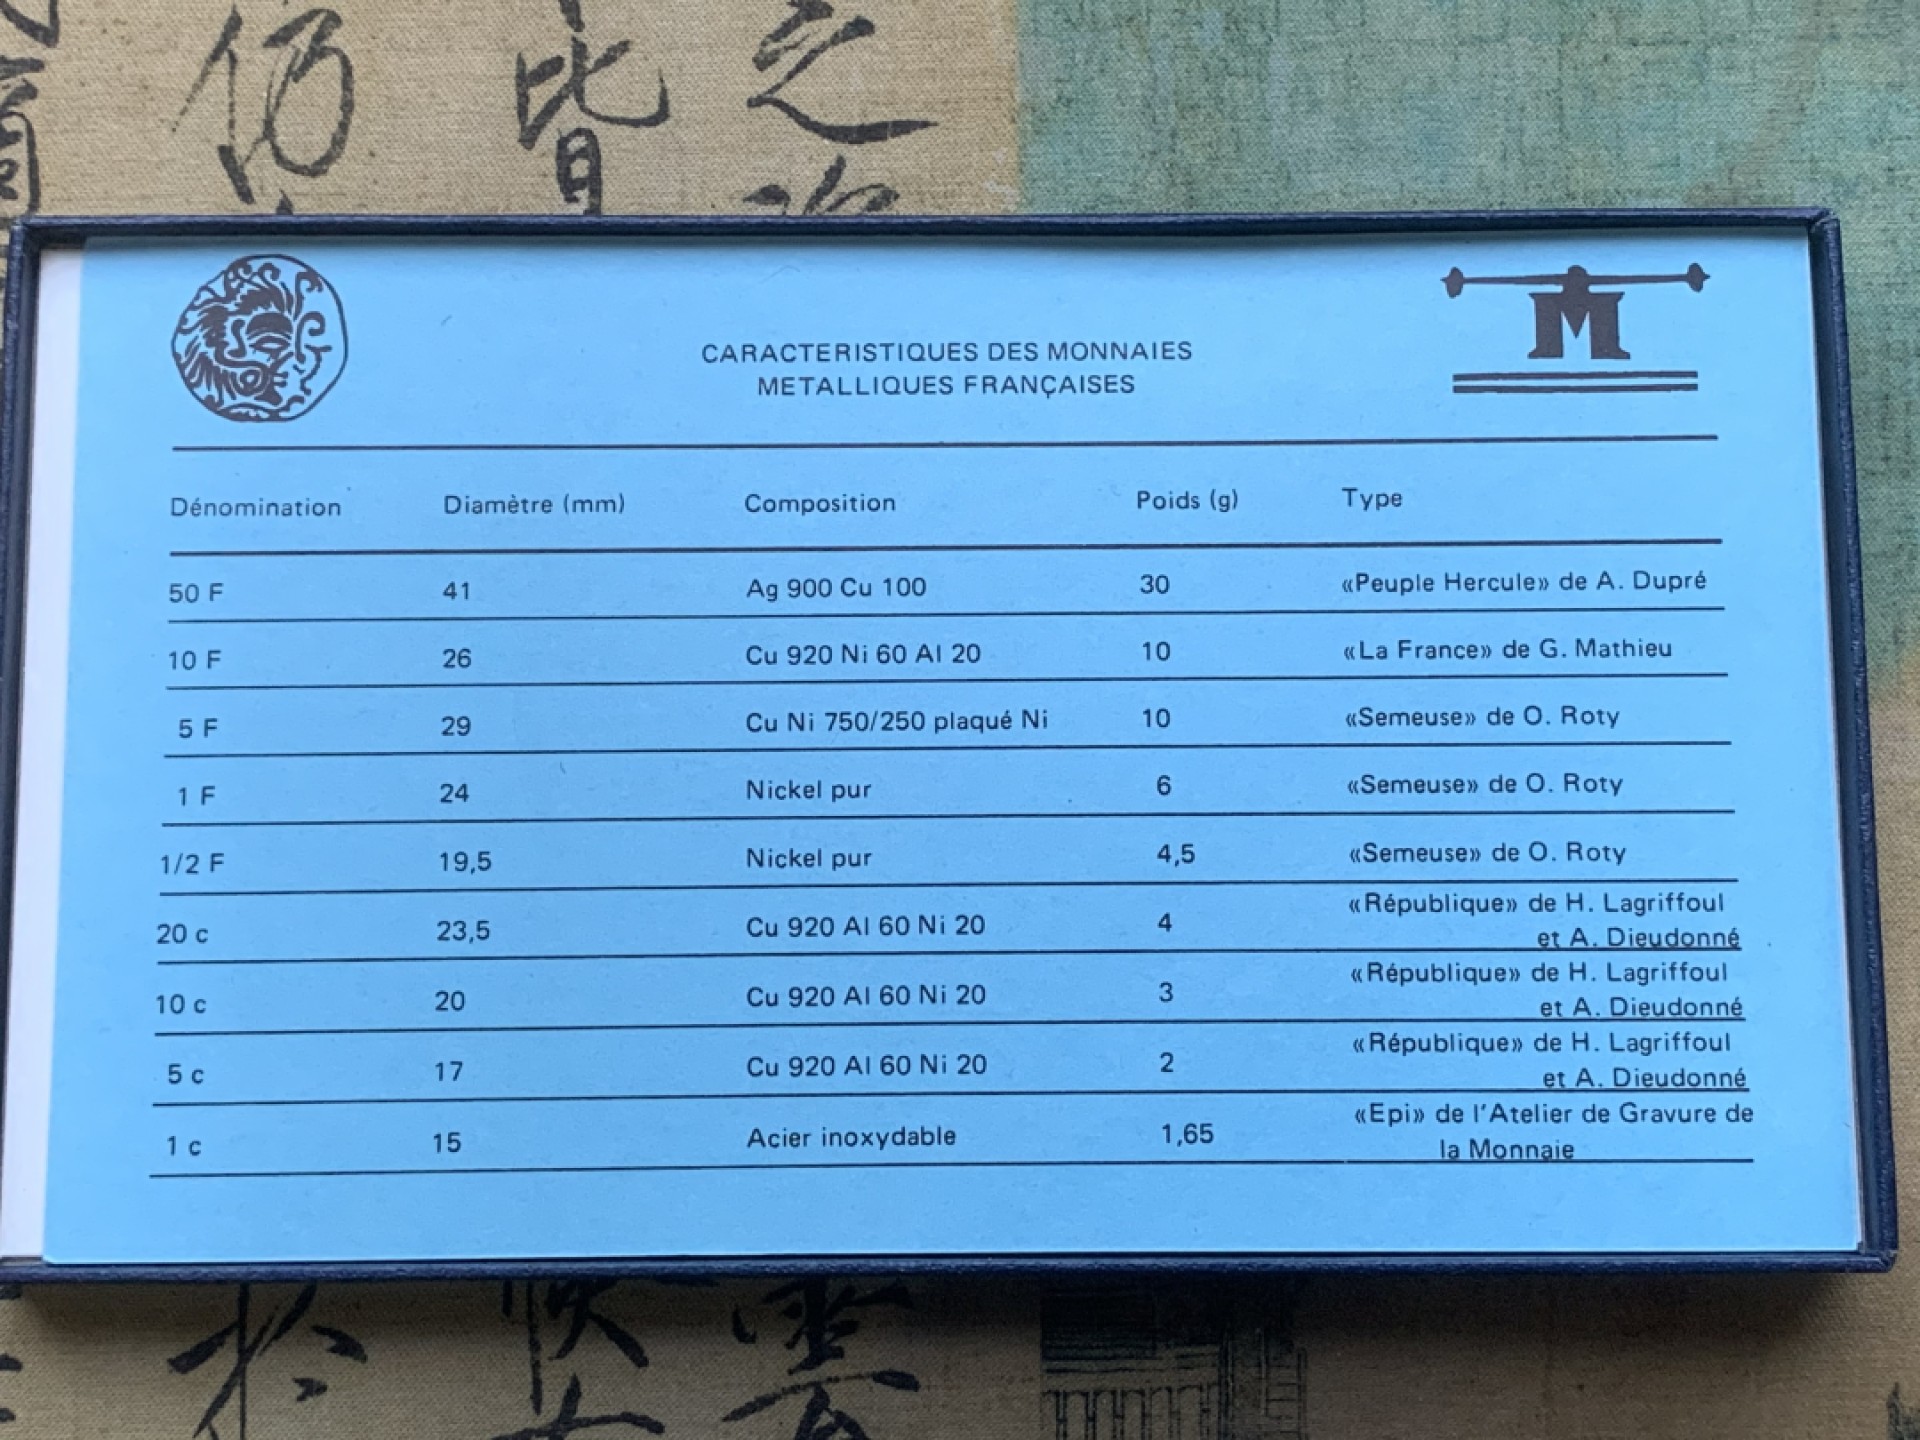 仍 皆 之
CARACTERISTIQUES DES MONNAIES
METALLIQUES FRANÇAISES
M
Dénomination Diamètre (mm) Composition Poids (g) Type
50 F 41 Ag 900 Cu 100 30 «Peuple Hercule» de A. Dupré
10 F 26 Cu 920 Ni 60 Al 20 10 «La France» de G. Mathieu
5 F 29 Cu Ni 750/250 plaqué Ni 10 «Semeuse» de O. Roty
1 F 24 Nickel pur 6 «Semeuse» de O. Roty
1/2 F 19,5 Nickel pur 4,5 «Semeuse» de O. Roty
20 c 23,5 Cu 920 Al 60 Ni 20 4 «République» de H. Lagriffoul
et A. Dieudonné
10 c 20 Cu 920 Al 60 Ni 20 3 «République» de H. Lagriffoul
et A. Dieudonné
5 c 17 Cu 920 Al 60 Ni 20 2 «République» de H. Lagriffoul
et A. Dieudonné
1 c 15 Acier inoxydable 1,65 «Epi» de l'Atelier de Gravure de
la Monnaie